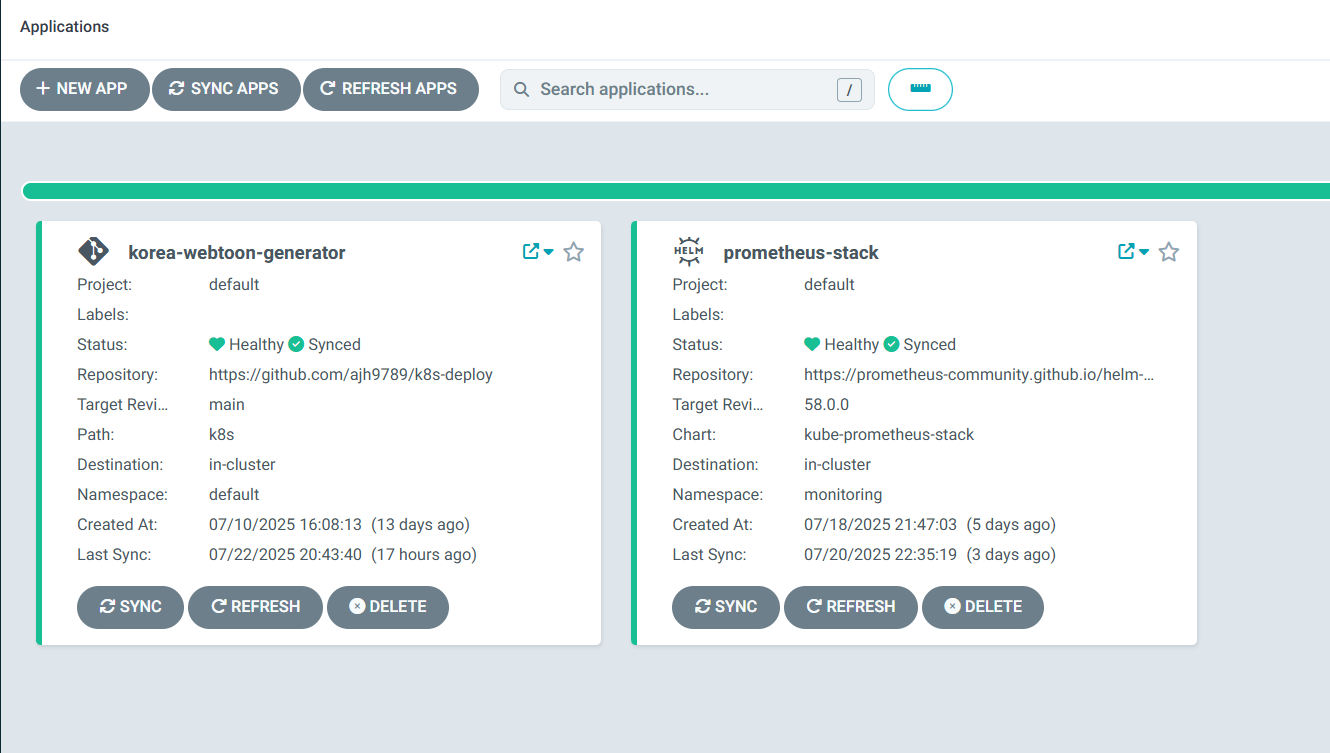 Applications
NEW APP SYNC APPS REFRESH APPS Search applications... /
korea-webtoon-generator
Project: default
Labels:
Status: Healthy Synced
Repository: https://github.com/ajh9789/k8s-deploy
Target Revi... main
Path: k8s
Destination: in-cluster
Namespace: default
Created At: 07/10/2025 16:08:13 (13 days ago)
Last Sync: 07/22/2025 20:43:40 (17 hours ago)
SYNC REFRESH DELETE
HELM prometheus-stack
Project: default
Labels:
Status: Healthy Synced
Repository: https://prometheus-community.github.io/helm-...
Target Revi... 58.0.0
Chart: kube-prometheus-stack
Destination: in-cluster
Namespace: monitoring
Created At: 07/18/2025 21:47:03 (5 days ago)
Last Sync: 07/20/2025 22:35:19 (3 days ago)
SYNC REFRESH DELETE